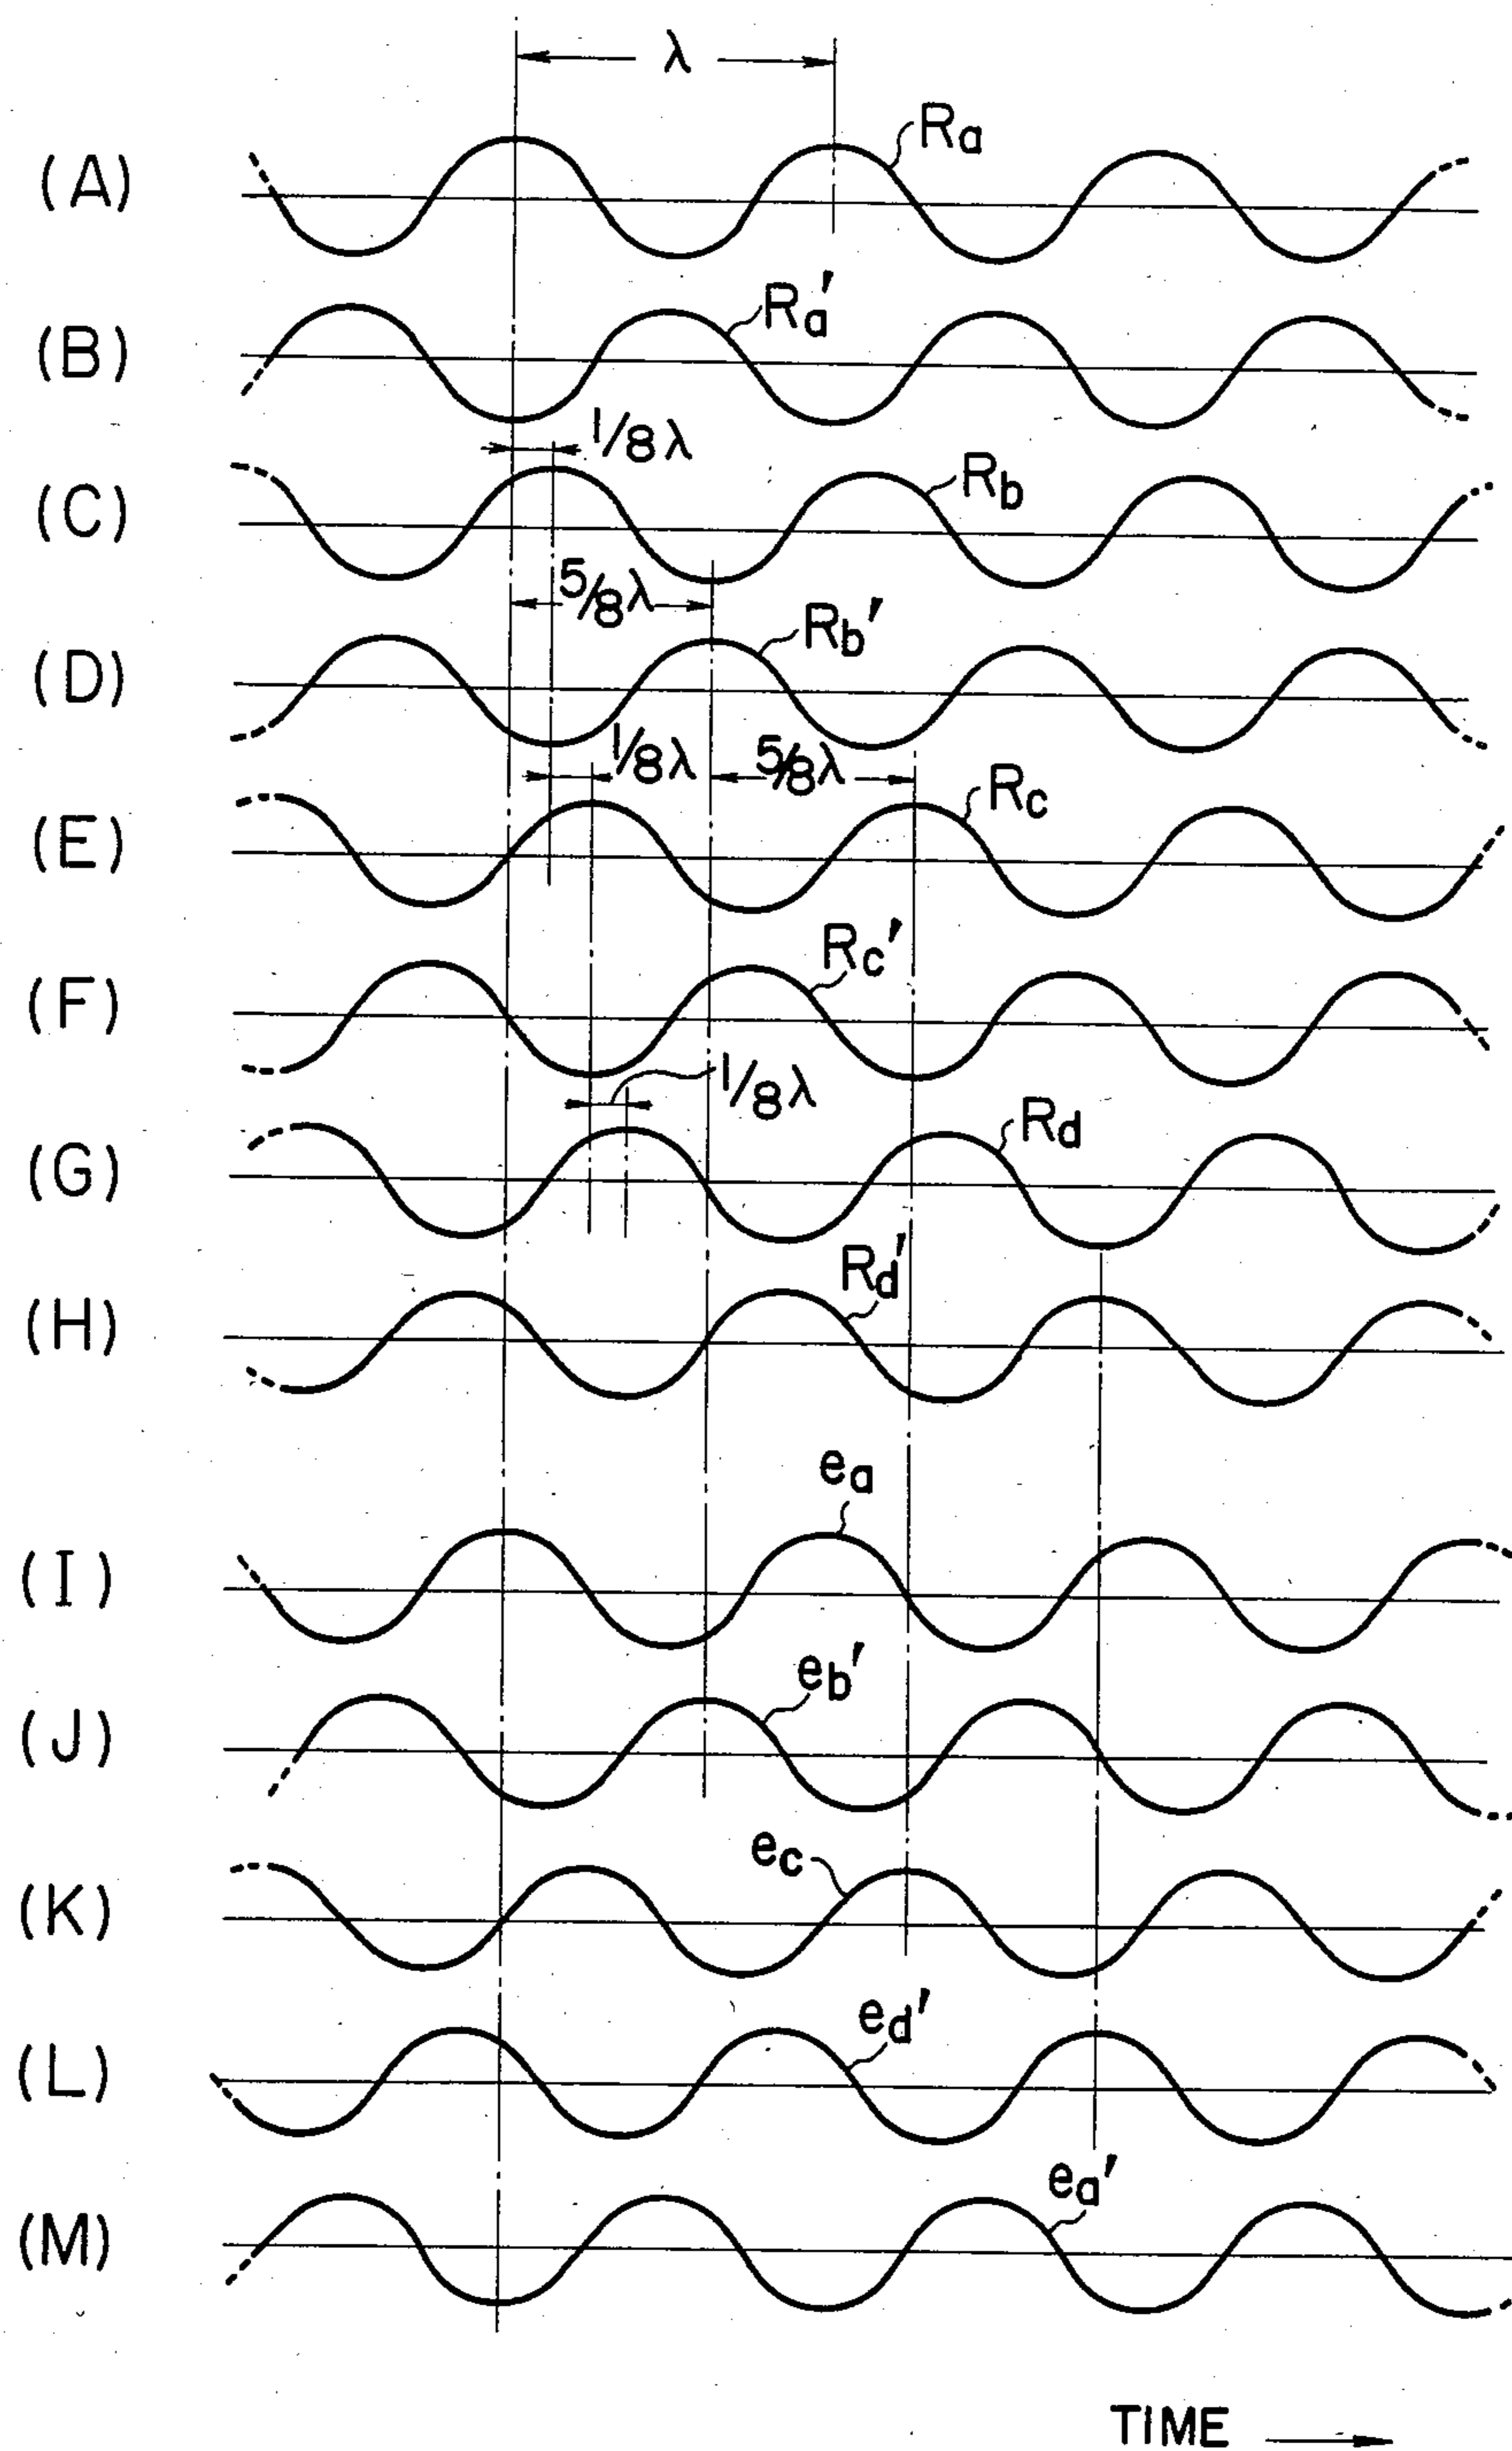 λ
(A) Ra
(B) Ra'
1/8λ
(C) Rb
5/8λ
(D) Rb'
1/8λ 5/8λ
(E) Rc
(F) Rc'
1/8λ
(G) Rd
(H) Rd'
(I) ea
(J) eb'
(K) ec
(L) ed'
(M) ea'
TIME